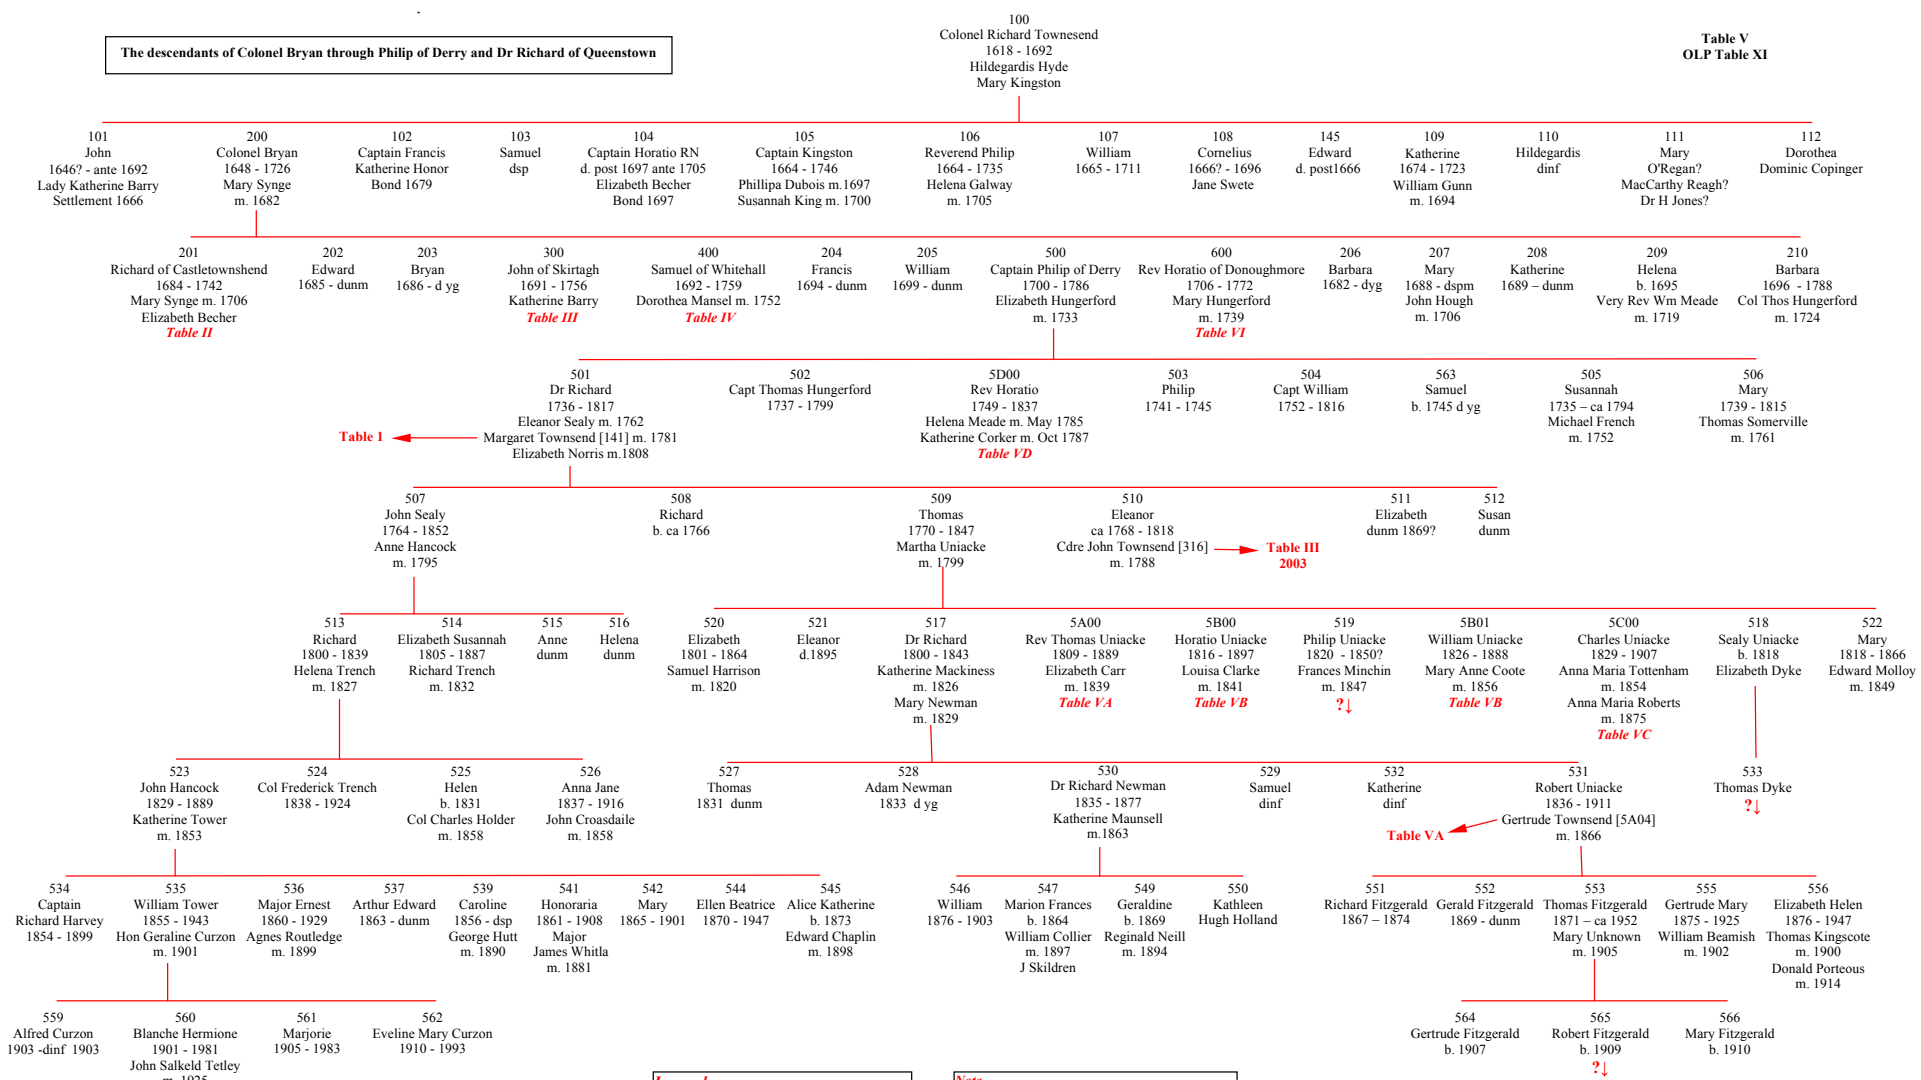 The descendants of Colonel Bryan through Philip of Derry and Dr Richard of Queenstown
100
Colonel Richard Townesend
1618 - 1692
Hildegardis Hyde
Mary Kingston
Table V
OLP Table XI
101
John
1646? - ante 1692
Lady Katherine Barry
Settlement 1666
200
Colonel Bryan
1648 - 1726
Mary Synge
m. 1682
102
Captain Francis
Katherine Honor
Bond 1679
103
Samuel
dsp
104
Captain Horatio RN
d. post 1697 ante 1705
Elizabeth Becher
Bond 1697
105
Captain Kingston
1664 - 1746
Phillipa Dubois m.1697
Susannah King m. 1700
106
Reverend Philip
1664 - 1735
Helena Galway
m. 1705
107
William
1665 - 1711
108
Cornelius
1666? - 1696
Jane Swete
145
Edward
d. post1666
109
Katherine
1674 - 1723
William Gunn
m. 1694
110
Hildegardis
dinf
111
Mary
O'Regan?
MacCarthy Reagh?
Dr H Jones?
112
Dorothea
Dominic Copinger
201
Richard of Castletownshend
1684 - 1742
Mary Synge m. 1706
Elizabeth Becher
Table II
202
Edward
1685 - dunm
203
Bryan
1686 - d yg
300
John of Skirtagh
1691 - 1756
Katherine Barry
Table III
400
Samuel of Whitehall
1692 - 1759
Dorothea Mansel m. 1752
Table IV
204
Francis
1694 - dunm
205
William
1699 - dunm
500
Captain Philip of Derry
1700 - 1786
Elizabeth Hungerford
m. 1733
600
Rev Horatio of Donoughmore
1706 - 1772
Mary Hungerford
m. 1739
Table VI
206
Barbara
1682 - dyg
207
Mary
1688 - dspm
John Hough
m. 1706
208
Katherine
1689 – dunm
209
Helena
b. 1695
Very Rev Wm Meade
m. 1719
210
Barbara
1696  - 1788
Col Thos Hungerford
m. 1724
501
Dr Richard
1736 - 1817
Eleanor Sealy m. 1762
Margaret Townsend [141] m. 1781
Elizabeth Norris m.1808
Table 1
502
Capt Thomas Hungerford
1737 - 1799
5D00
Rev Horatio
1749 - 1837
Helena Meade m. May 1785
Katherine Corker m. Oct 1787
Table VD
503
Philip
1741 - 1745
504
Capt William
1752 - 1816
563
Samuel
b. 1745 d yg
505
Susannah
1735 – ca 1794
Michael French
m. 1752
506
Mary
1739 - 1815
Thomas Somerville
m. 1761
507
John Sealy
1764 - 1852
Anne Hancock
m. 1795
508
Richard
b. ca 1766
509
Thomas
1770 - 1847
Martha Uniacke
m. 1799
510
Eleanor
ca 1768 - 1818
Cdre John Townsend [316]
m. 1788
Table III
2003
511
Elizabeth
dunm 1869?
512
Susan
dunm
513
Richard
1800 - 1839
Helena Trench
m. 1827
514
Elizabeth Susannah
1805 - 1887
Richard Trench
m. 1832
515
Anne
dunm
516
Helena
dunm
520
Elizabeth
1801 - 1864
Samuel Harrison
m. 1820
521
Eleanor
d.1895
517
Dr Richard
1800 - 1843
Katherine Mackiness
m. 1826
Mary Newman
m. 1829
5A00
Rev Thomas Uniacke
1809 - 1889
Elizabeth Carr
m. 1839
Table VA
5B00
Horatio Uniacke
1816 - 1897
Louisa Clarke
m. 1841
Table VB
519
Philip Uniacke
1820  - 1850?
Frances Minchin
m. 1847
?↓
5B01
William Uniacke
1826 - 1888
Mary Anne Coote
m. 1856
Table VB
5C00
Charles Uniacke
1829 - 1907
Anna Maria Tottenham
m. 1854
Anna Maria Roberts
m. 1875
Table VC
518
Sealy Uniacke
b. 1818
Elizabeth Dyke
522
Mary
1818 - 1866
Edward Molloy
m. 1849
523
John Hancock
1829 - 1889
Katherine Tower
m. 1853
524
Col Frederick Trench
1838 - 1924
525
Helen
b. 1831
Col Charles Holder
m. 1858
526
Anna Jane
1837 - 1916
John Croasdaile
m. 1858
527
Thomas
1831  dunm
528
Adam Newman
1833  d yg
530
Dr Richard Newman
1835 - 1877
Katherine Maunsell
m.1863
529
Samuel
dinf
532
Katherine
dinf
531
Robert Uniacke
1836 - 1911
Gertrude Townsend [5A04]
m. 1866
Table VA
533
Thomas Dyke
?↓
534
Captain
Richard Harvey
1854 - 1899
535
William Tower
1855 - 1943
Hon Geraline Curzon
m. 1901
536
Major Ernest
1860 - 1929
Agnes Routledge
m. 1899
537
Arthur Edward
1863 - dunm
539
Caroline
1856 - dsp
George Hutt
m. 1890
541
Honoraria
1861 - 1908
Major
James Whitla
m. 1881
542
Mary
1865 - 1901
544
Ellen Beatrice
1870 - 1947
545
Alice Katherine
b. 1873
Edward Chaplin
m. 1898
546
William
1876 - 1903
547
Marion Frances
b. 1864
William Collier
m. 1897
J Skildren
549
Geraldine
b. 1869
Reginald Neill
m. 1894
550
Kathleen
Hugh Holland
551
Richard Fitzgerald
1867 – 1874
552
Gerald Fitzgerald
1869 - dunm
553
Thomas Fitzgerald
1871 – ca 1952
Mary Unknown
m. 1905
555
Gertrude Mary
1875 - 1925
William Beamish
m. 1902
556
Elizabeth Helen
1876 - 1947
Thomas Kingscote
m. 1900
Donald Porteous
m. 1914
559
Alfred Curzon
1903 -dinf  1903
560
Blanche Hermione
1901 - 1981
John Salkeld Tetley
m. 1925
561
Marjorie
1905 - 1983
562
Eveline Mary Curzon
1910 - 1993
564
Gertrude Fitzgerald
b. 1907
565
Robert Fitzgerald
b. 1909
?↓
566
Mary Fitzgerald
b. 1910